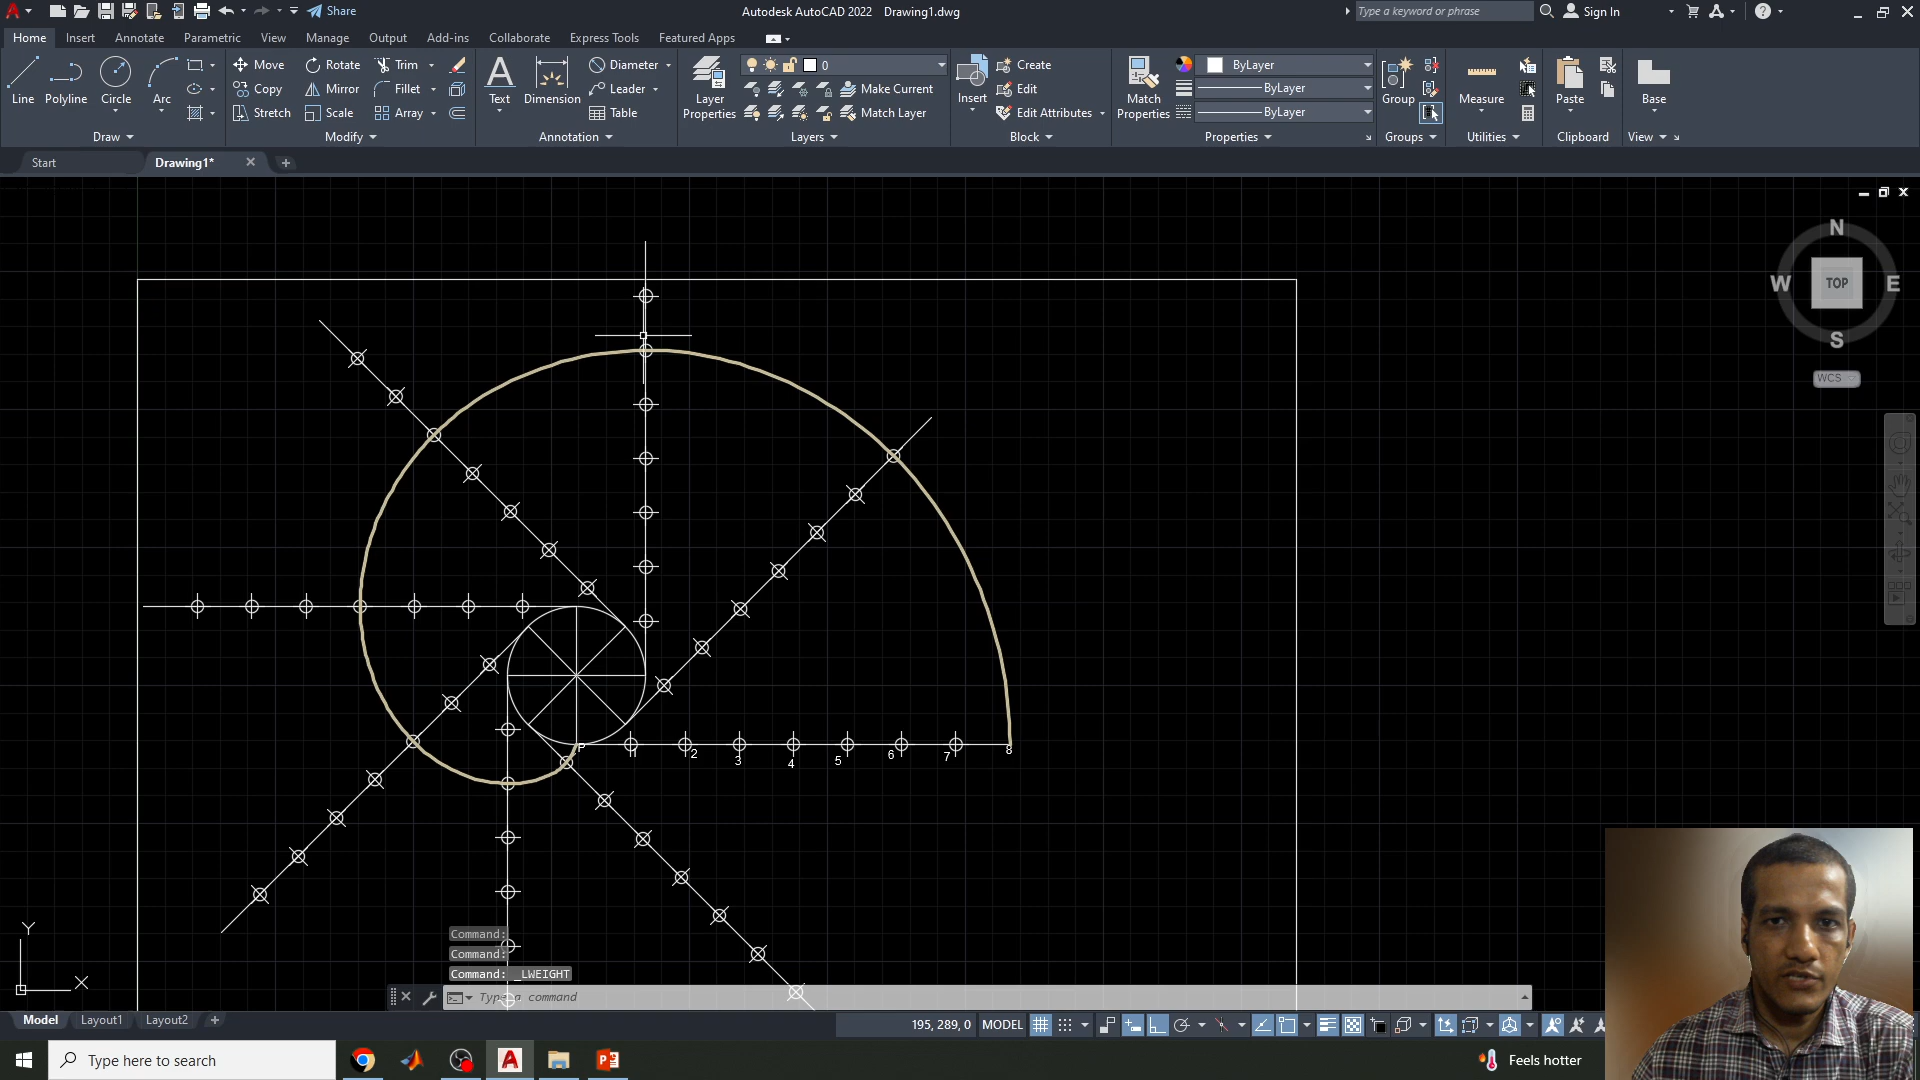 Share
Autodesk AutoCAD 2022 Drawing1.dwg
Type a keyword or phrase
Sign In
Home Insert Annotate Parametric View Manage Output Add-ins Collaborate Express Tools Featured Apps
Line Polyline Circle Arc
Move Rotate Trim
Copy Mirror Fillet
Stretch Scale Array
Text Dimension
Diameter
Leader
Table
Layer Properties
0
Make Current
Match Layer
Insert
Create
Edit
Edit Attributes
Match Properties
ByLayer
ByLayer
ByLayer
Group
Measure
Paste
Base
Draw Modify Annotation Layers Block Properties Groups Utilities Clipboard View
Start Drawing1*
N
W TOP E
S
WCS
P 1 2 3 4 5 6 7 8
Y
X
Command:
Command:
Command: _LWEIGHT
Type a command
Model Layout1 Layout2
195, 289, 0 MODEL
Type here to search
Feels hotter